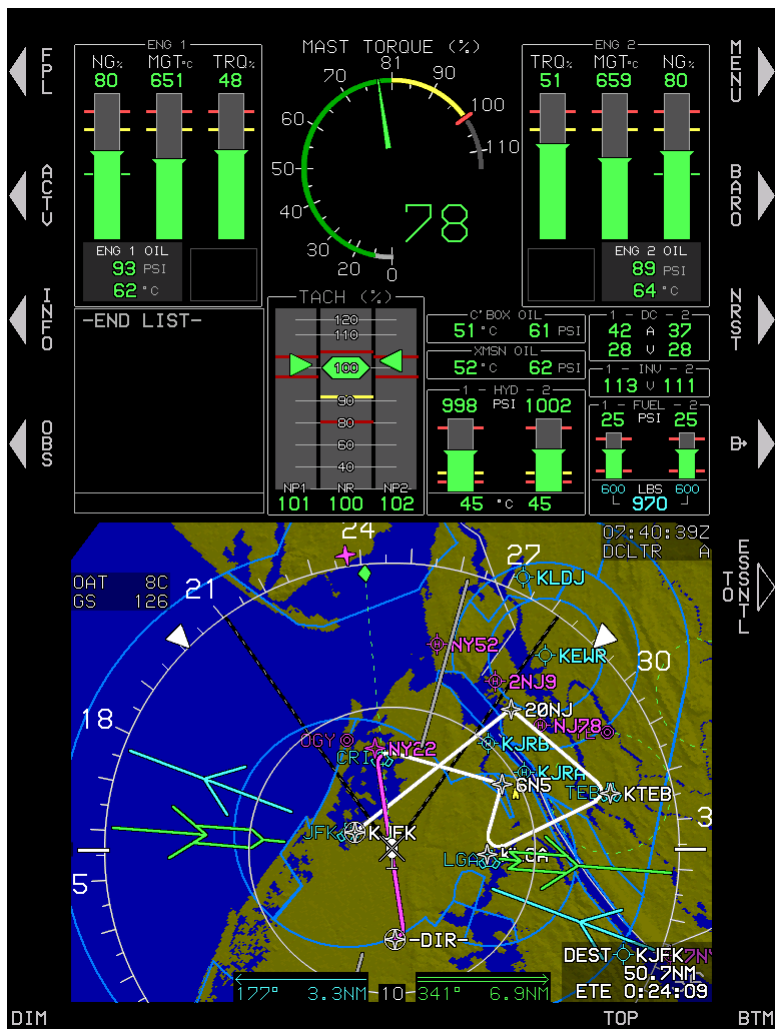 FPL
ACTV
INFO
OBS
MENU
BARO
NRST
ESSNTL
TO
ENG 1
NG%
MGT°C
TRQ%
80
651
48
ENG 1 OIL
93 PSI
62 °C
MAST TORQUE (%)
81
70
90
60
100
50
110
40
30
20
0
78
ENG 2
TRQ%
MGT°C
NG%
51
659
80
ENG 2 OIL
89 PSI
64 °C
-END LIST-
TACH (%)
120
110
100
90
80
60
40
NP1
NR
NP2
101
100
102
C'BOX OIL
51 °C 61 PSI
XMSN OIL
52 °C 62 PSI
1 - HYD - 2
998 PSI 1002
45 °C 45
1 - DC - 2
42 A 37
28 V 28
1 - INV - 2
113 V 111
1 - FUEL - 2
25 PSI 25
600 LBS 600
970
OAT 8C
GS 126
07:40:39Z
DCLTR A
24
27
21
30
18
3
15
KLDJ
NY52
KEWR
2NJ9
20NJ
NJ78
OGY
NY22
CRI
KJRB
KJRA
6N5
TEB
KTEB
JFK
KJFK
LGA
-DIR-
DEST KJFK
50.7NM
ETE 0:24:09
177° 3.3NM
10
341° 6.9NM
DIM
TOP
BTM